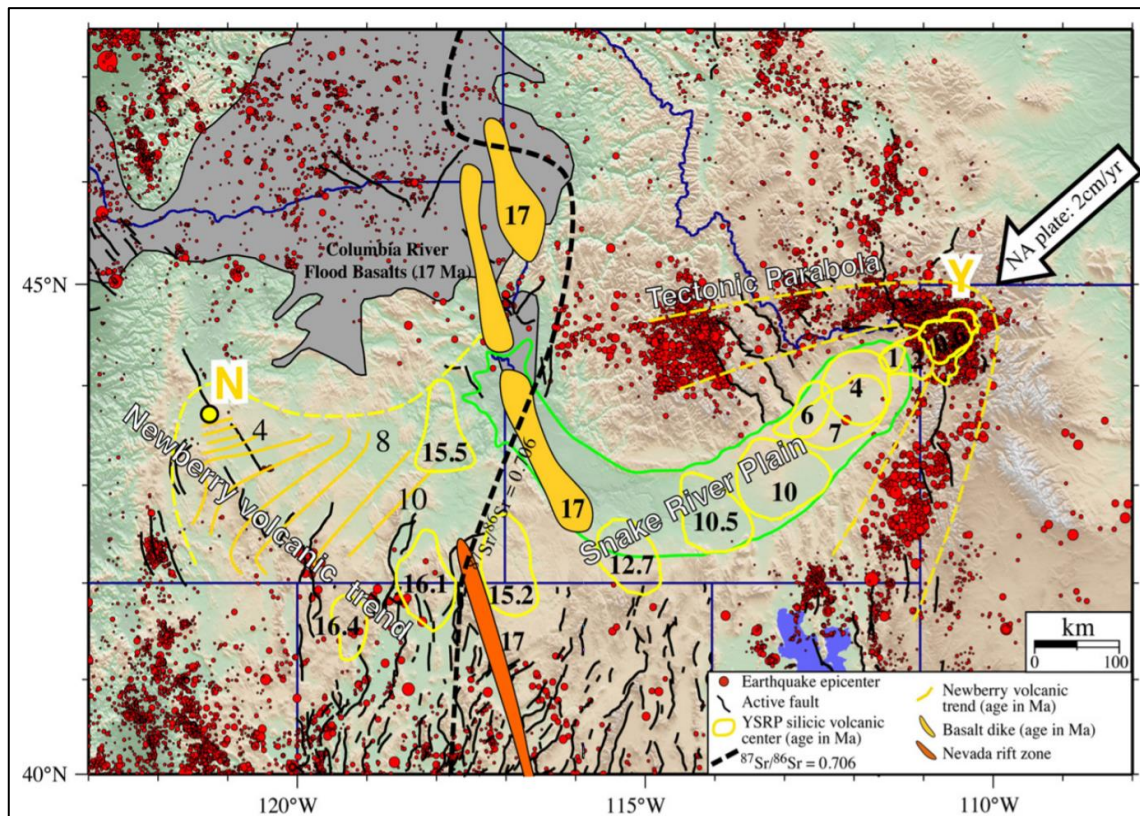 NA plate: 2cm/yr
17
Columbia River
Flood Basalts (17 Ma)
45°N
Tectonic Parabola
Y
N
1
2
4
8
4
6
7
15.5
Newberry volcanic trend
10
Snake River Plain
10
17
10.5
87Sr/86Sr = 0.706
12.7
16.1
15.2
16.4
17
km
0 100
Earthquake epicenter
Active fault
YSRP silicic volcanic
center (age in Ma)
87Sr/86Sr = 0.706
Newberry volcanic
trend (age in Ma)
Basalt dike (age in Ma)
Nevada rift zone
40°N
120°W 115°W 110°W